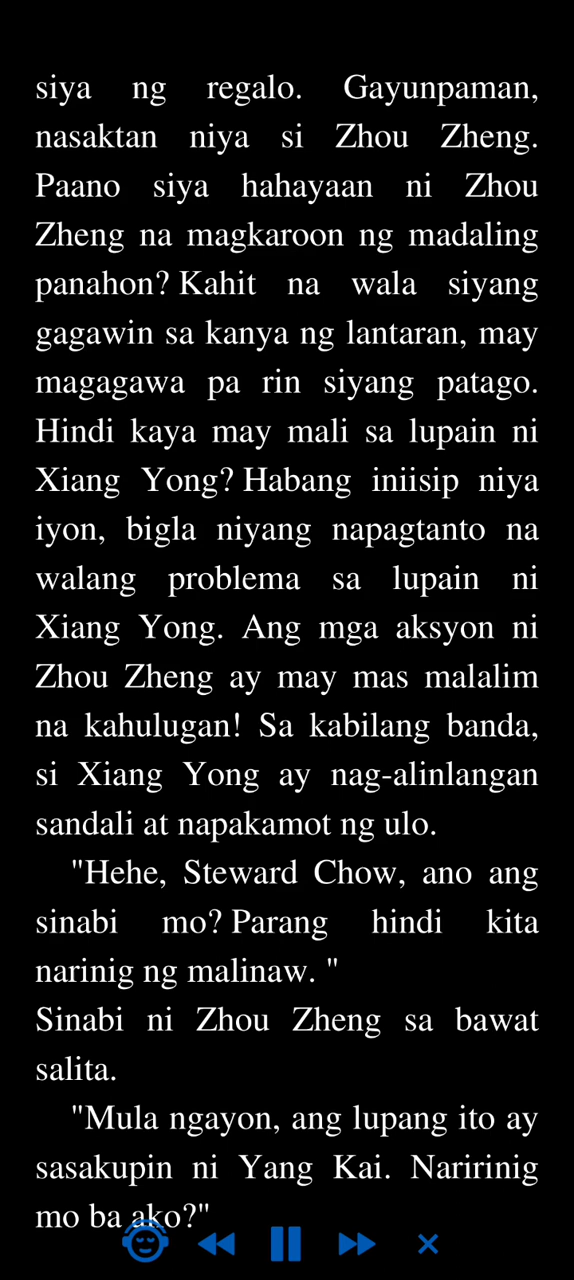 siya ng regalo. Gayunpaman,
nasaktan niya si Zhou Zheng.
Paano siya hahayaan ni Zhou
Zheng na magkaroon ng madaling
panahon? Kahit na wala siyang
gagawin sa kanya ng lantaran, may
magagawa pa rin siyang patago.
Hindi kaya may mali sa lupain ni
Xiang Yong? Habang iniisip niya
iyon, bigla niyang napagtanto na
walang problema sa lupain ni
Xiang Yong. Ang mga aksyon ni
Zhou Zheng ay may mas malalim
na kahulugan! Sa kabilang banda,
si Xiang Yong ay nag-alinlangan
sandali at napakamot ng ulo.
"Hehe, Steward Chow, ano ang
sinabi mo? Parang hindi kita
narinig ng malinaw. "
Sinabi ni Zhou Zheng sa bawat
salita.
"Mula ngayon, ang lupang ito ay
sasakupin ni Yang Kai. Naririnig
mo ba ako?"